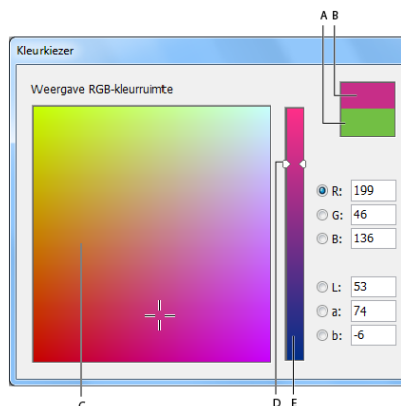 A B
Kleurkiezer
Weergave RGB-kleurruimte
R: 199
G: 46
B: 136
L: 53
a: 74
b: -6
C D E